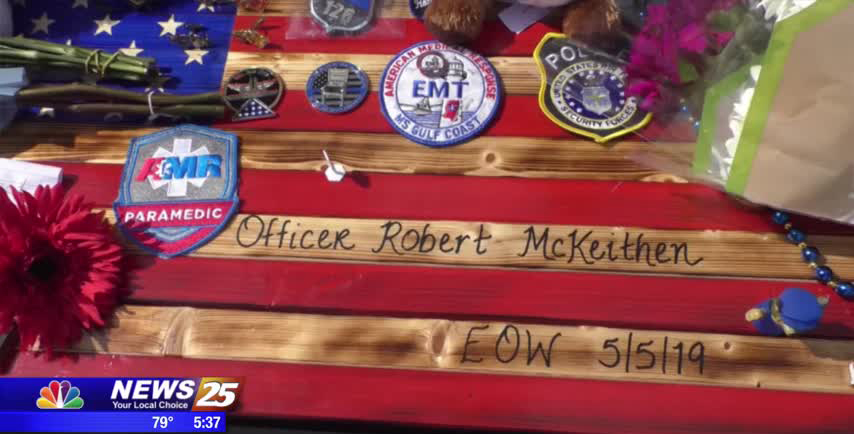 128
AMERICAN MEDICAL RESPONSE
EMT
MS GULF COAST
POLICE
UNITED STATES AIR FORCE
SECURITY FORCES
AMR
PARAMEDIC
Officer Robert McKeithen
EOW 5/5/19
NEWS 25
Your Local Choice
79° 5:37